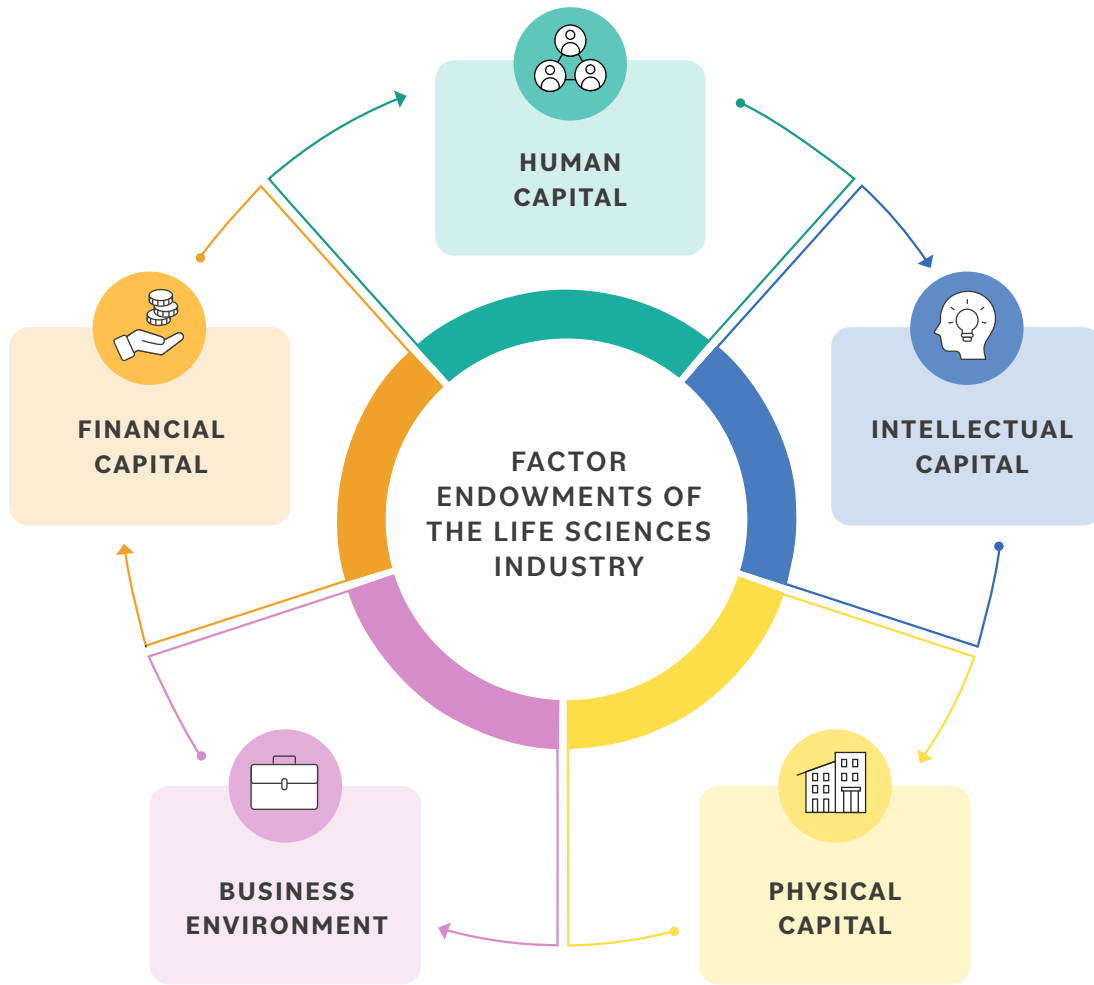 HUMAN
CAPITAL
FINANCIAL
CAPITAL
INTELLECTUAL
CAPITAL
FACTOR
ENDOWMENTS OF
THE LIFE SCIENCES
INDUSTRY
BUSINESS
ENVIRONMENT
PHYSICAL
CAPITAL